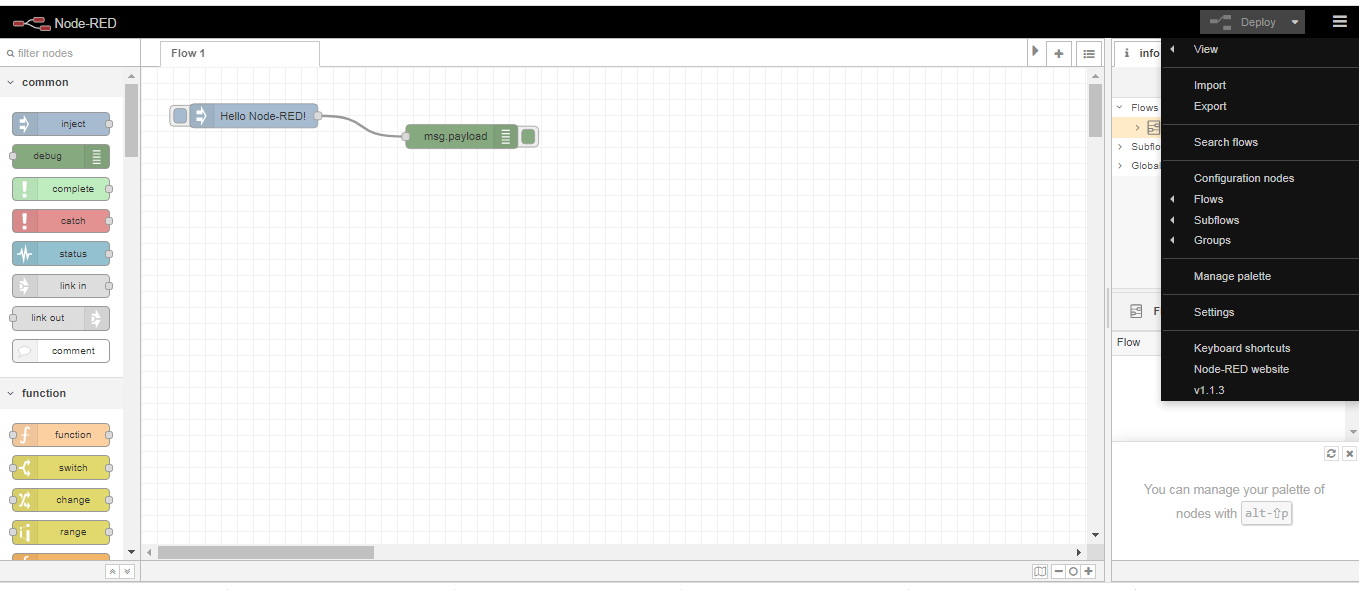 Node-RED
Deploy
filter nodes
Flow 1
info
common
inject
debug
complete
catch
status
link in
link out
comment
function
function
switch
change
range
Hello Node-RED!
msg.payload
Flows
Global
Flow
View
Import
Export
Search flows
Configuration nodes
Flows
Subflows
Groups
Manage palette
Settings
Keyboard shortcuts
Node-RED website
v1.1.3
You can manage your palette of
nodes with alt-⇧p